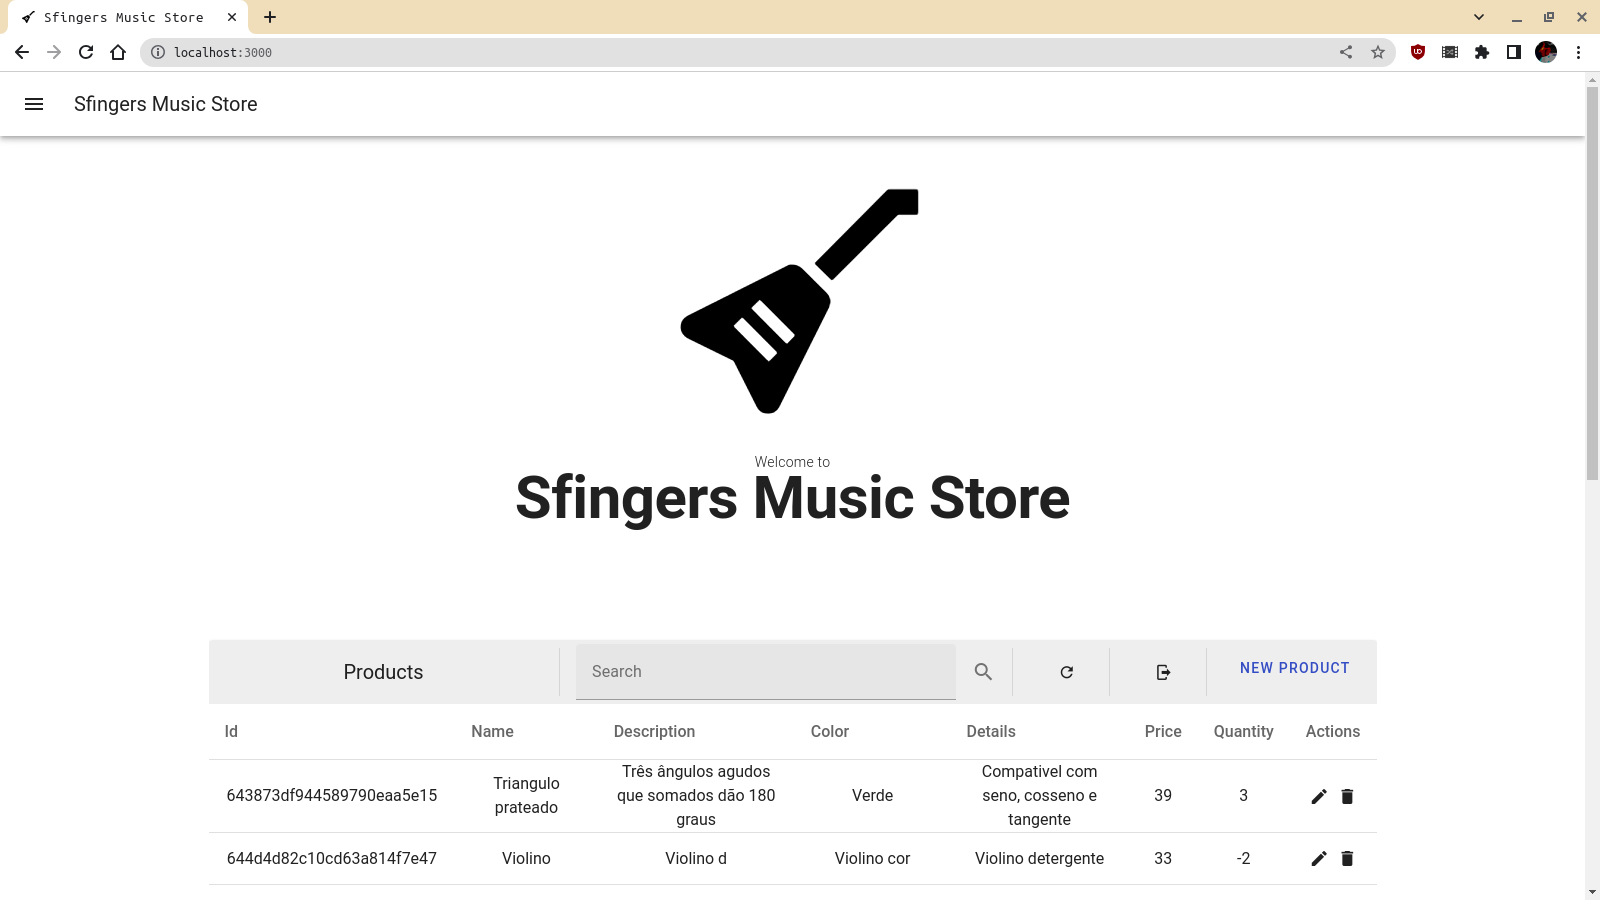 Sfingers Music Store
localhost:3000
Sfingers Music Store
Welcome to
Sfingers Music Store
Products
Search
NEW PRODUCT
Id Name Description Color Details Price Quantity Actions
643873df944589790eaa5e15 Triangulo prateado Três ângulos agudos que somados dão 180 graus Verde Compativel com seno, cosseno e tangente 39 3
644d4d82c10cd63a814f7e47 Violino Violino d Violino cor Violino detergente 33 -2